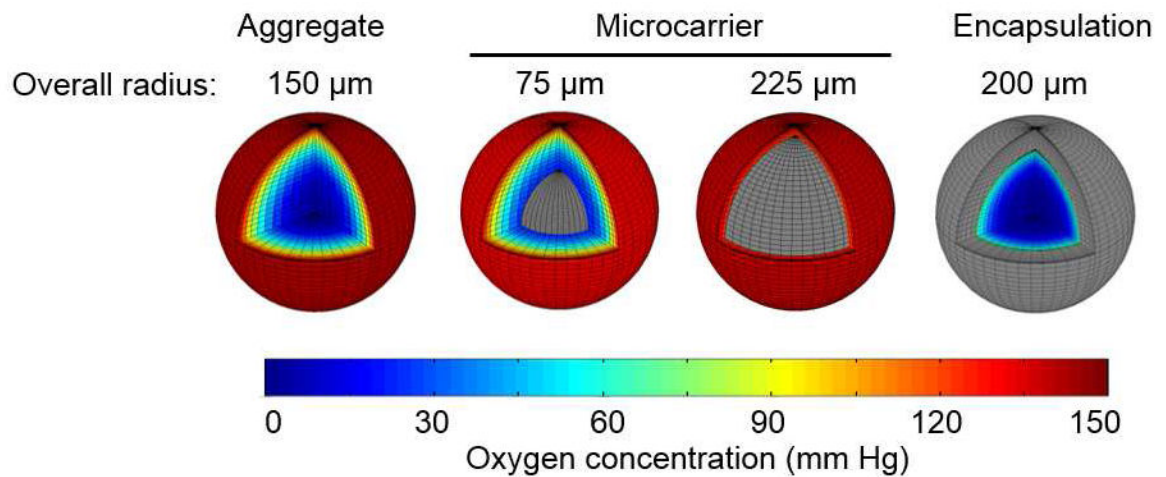 Aggregate Microcarrier Encapsulation
Overall radius: 150 µm 75 µm 225 µm 200 µm
0 30 60 90 120 150
Oxygen concentration (mm Hg)